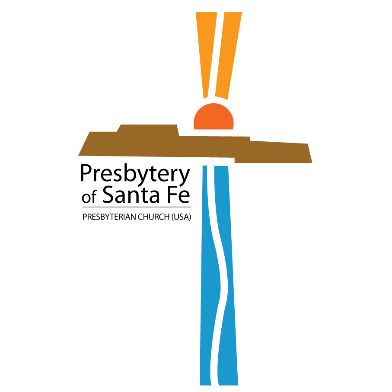 Presbytery
of Santa Fe
PRESBYTERIAN CHURCH (USA)